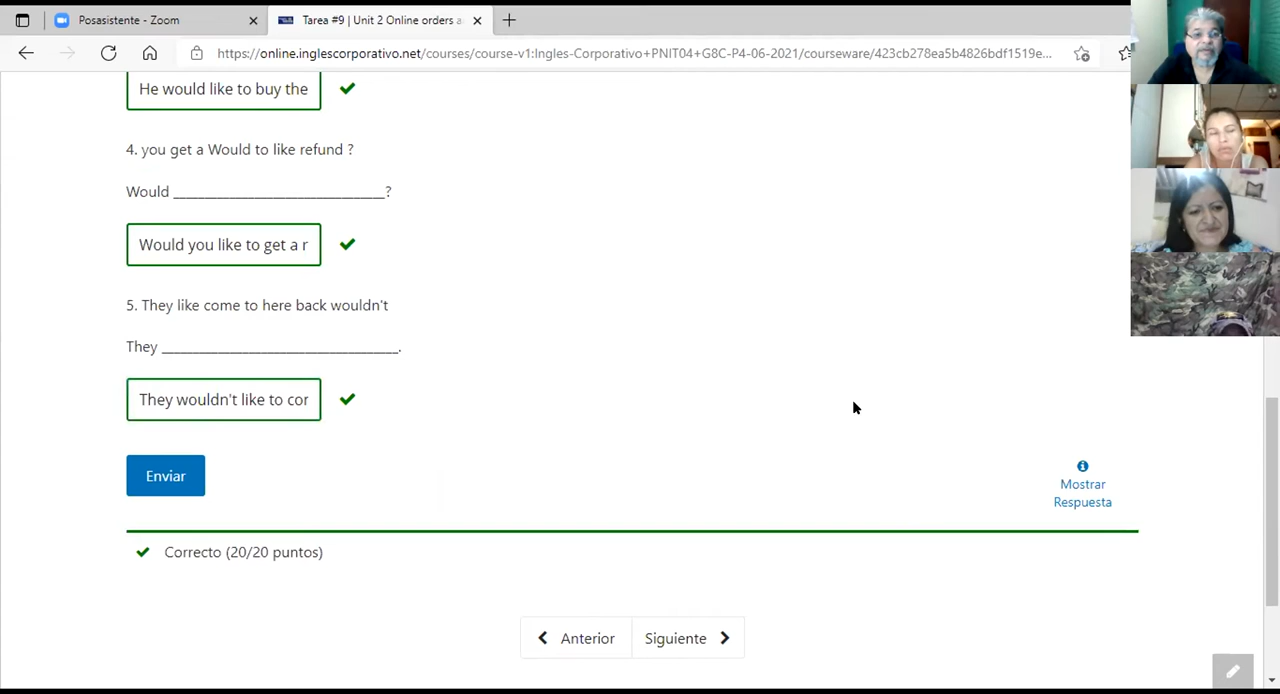 Posasistente - Zoom
Tarea #9 | Unit 2 Online orders a
https://online.inglescorporativo.net/courses/course-v1:Ingles-Corporativo+PNIT04+G8C-P4-06-2021/courseware/423cb278ea5b4826bdf1519e...
He would like to buy the
4. you get a Would to like refund ?
Would ______________________________?
Would you like to get a r
5. They like come to here back wouldn't
They _________________________________.
They wouldn't like to cor
Enviar
Mostrar
Respuesta
Correcto (20/20 puntos)
Anterior
Siguiente